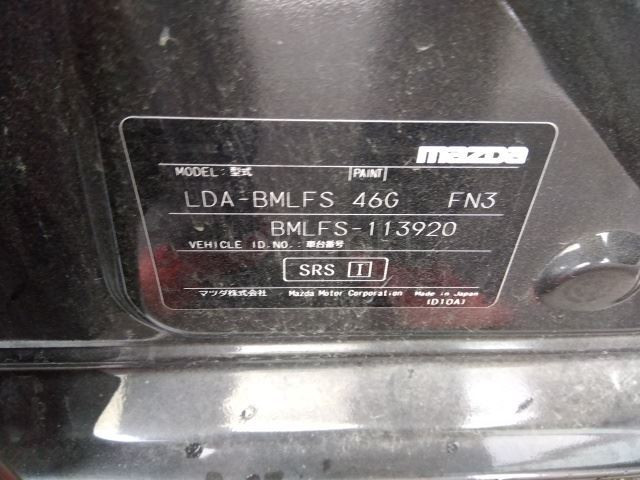 mazda
MODEL : 型式 PAINT
LDA-BMLFS 46G FN3
BMLFS-113920
VEHICLE ID.NO. : 車台番号
SRS I
マツダ株式会社 Mazda Motor Corporation Made in Japan
(D10A)